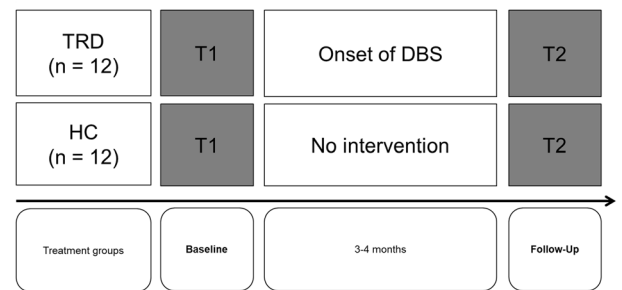 TRD
(n = 12)
T1
Onset of DBS
T2
HC
(n = 12)
T1
No intervention
T2
Treatment groups
Baseline
3-4 months
Follow-Up